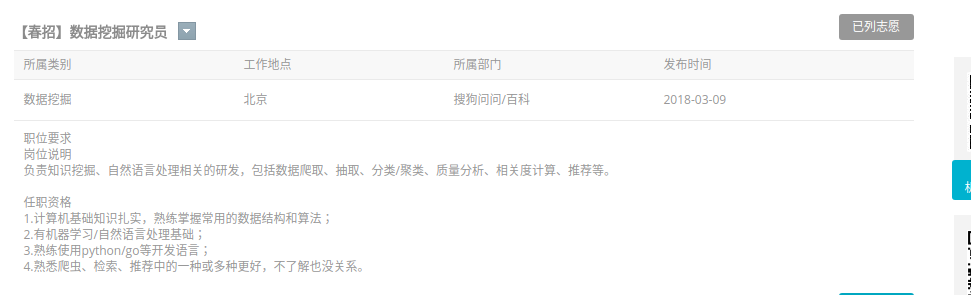 【春招】数据挖掘研究员
已列志愿
所属类别 工作地点 所属部门 发布时间
数据挖掘 北京 搜狗问问/百科 2018-03-09
职位要求
岗位说明
负责知识挖掘、自然语言处理相关的研发，包括数据爬取、抽取、分类/聚类、质量分析、相关度计算、推荐等。
任职资格
1.计算机基础知识扎实，熟练掌握常用的数据结构和算法；
2.有机器学习/自然语言处理基础；
3.熟练使用python/go等开发语言；
4.熟悉爬虫、检索、推荐中的一种或多种更好，不了解也没关系。